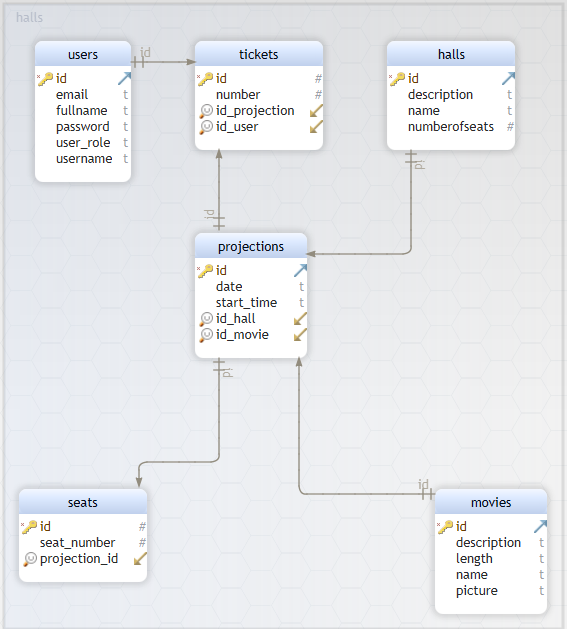 halls
users
id
email
fullname
password
user_role
username
id
tickets
id #
number #
id_projection
id_user
halls
id
description t
name t
numberofseats #
t
t
t
t
t
id
id
projections
id
date t
start_time t
id_hall
id_movie
id
id
seats
id #
seat_number #
projection_id
movies
id
description t
length t
name t
picture t